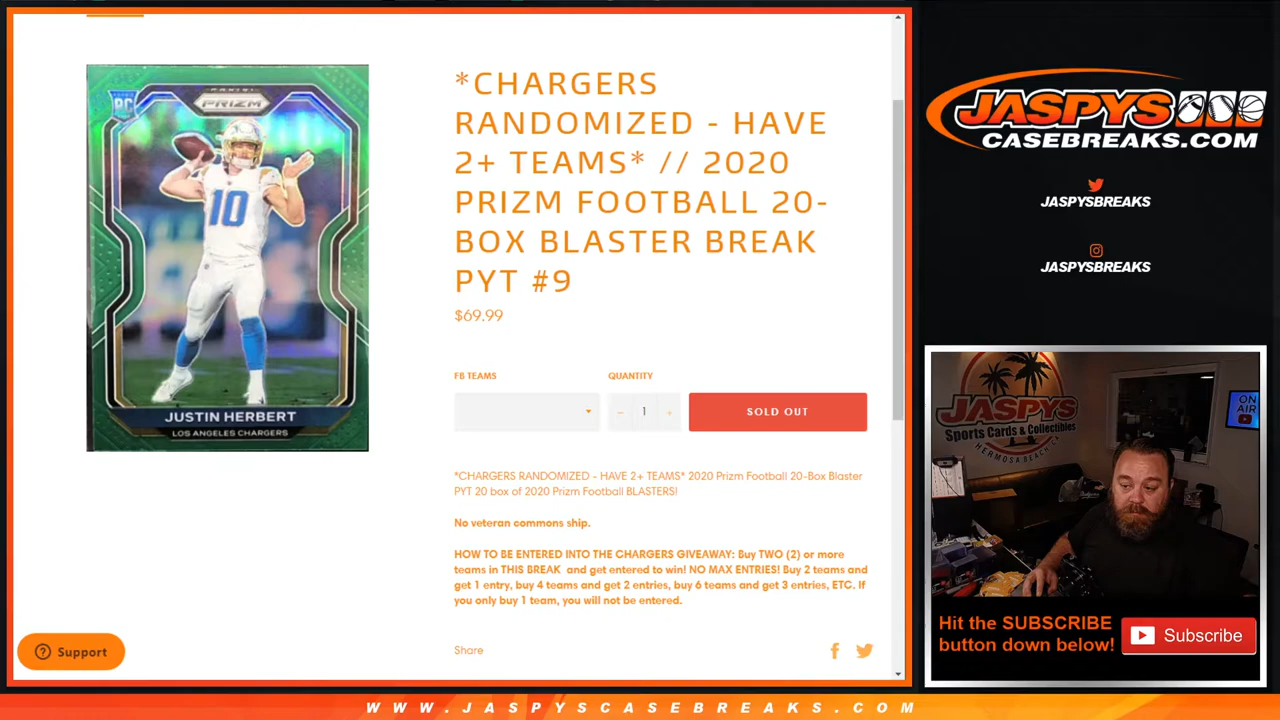 RC
PANINI
PRIZM
10
JUSTIN HERBERT
LOS ANGELES CHARGERS
*CHARGERS
RANDOMIZED - HAVE
2+ TEAMS* // 2020
PRIZM FOOTBALL 20-
BOX BLASTER BREAK
PYT #9
$69.99
FB TEAMS
QUANTITY
− 1 +
SOLD OUT
*CHARGERS RANDOMIZED - HAVE 2+ TEAMS* 2020 Prizm Football 20-Box Blaster
PYT 20 box of 2020 Prizm Football BLASTERS!
No veteran commons ship.
HOW TO BE ENTERED INTO THE CHARGERS GIVEAWAY: Buy TWO (2) or more
teams in THIS BREAK and get entered to win! NO MAX ENTRIES! Buy 2 teams and
get 1 entry, buy 4 teams and get 2 entries, buy 6 teams and get 3 entries, ETC. If
you only buy 1 team, you will not be entered.
Share
Support
JASPYS
CASEBREAKS.COM
JASPYSBREAKS
JASPYSBREAKS
JASPYS
Sports Cards & Collectibles
HERMOSA BEACH, CA
ON
AIR
Hit the SUBSCRIBE
button down below!
Subscribe
WWW.JASPYSCASEBREAKS.COM